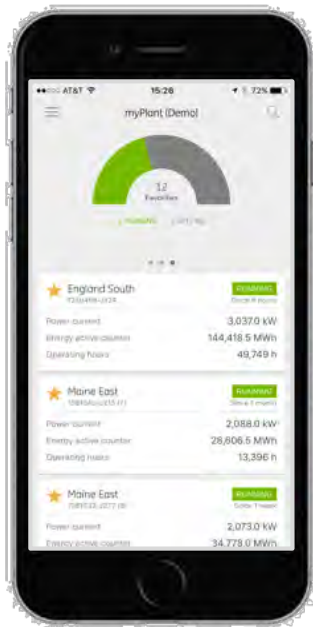 AT&T 15:26 72%
myPlant (Demo)
12
Favorites
RUNNING
England South RUNNING
Power current 3,037.0 kW
Energy active counter 144,418.5 MWh
Operating hours 49,749 h
Maine East RUNNING
Power current 2,088.0 kW
Energy active counter 28,606.5 MWh
Operating hours 13,396 h
Maine East RUNNING
Power current 2,073.0 kW
Energy active counter 34,779.0 MWh